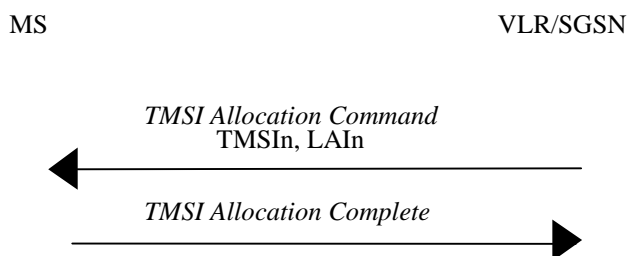 MS VLR/SGSN
TMSI Allocation Command
TMSIn, LAIn
TMSI Allocation Complete